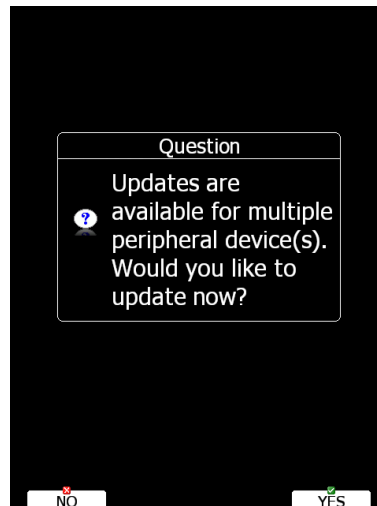 Question
Updates are
available for multiple
peripheral device(s).
Would you like to
update now?
NO
YES